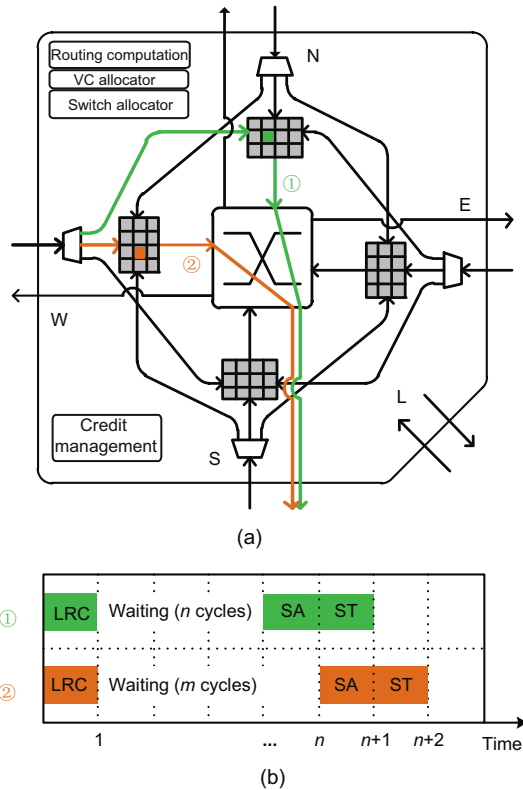 Routing computation
VC allocator
Switch allocator
N
①
E
②
W
L
Credit
management
S
(a)
① LRC Waiting (n cycles) SA ST
② LRC Waiting (m cycles) SA ST
1 ... n n+1 n+2 Time
(b)